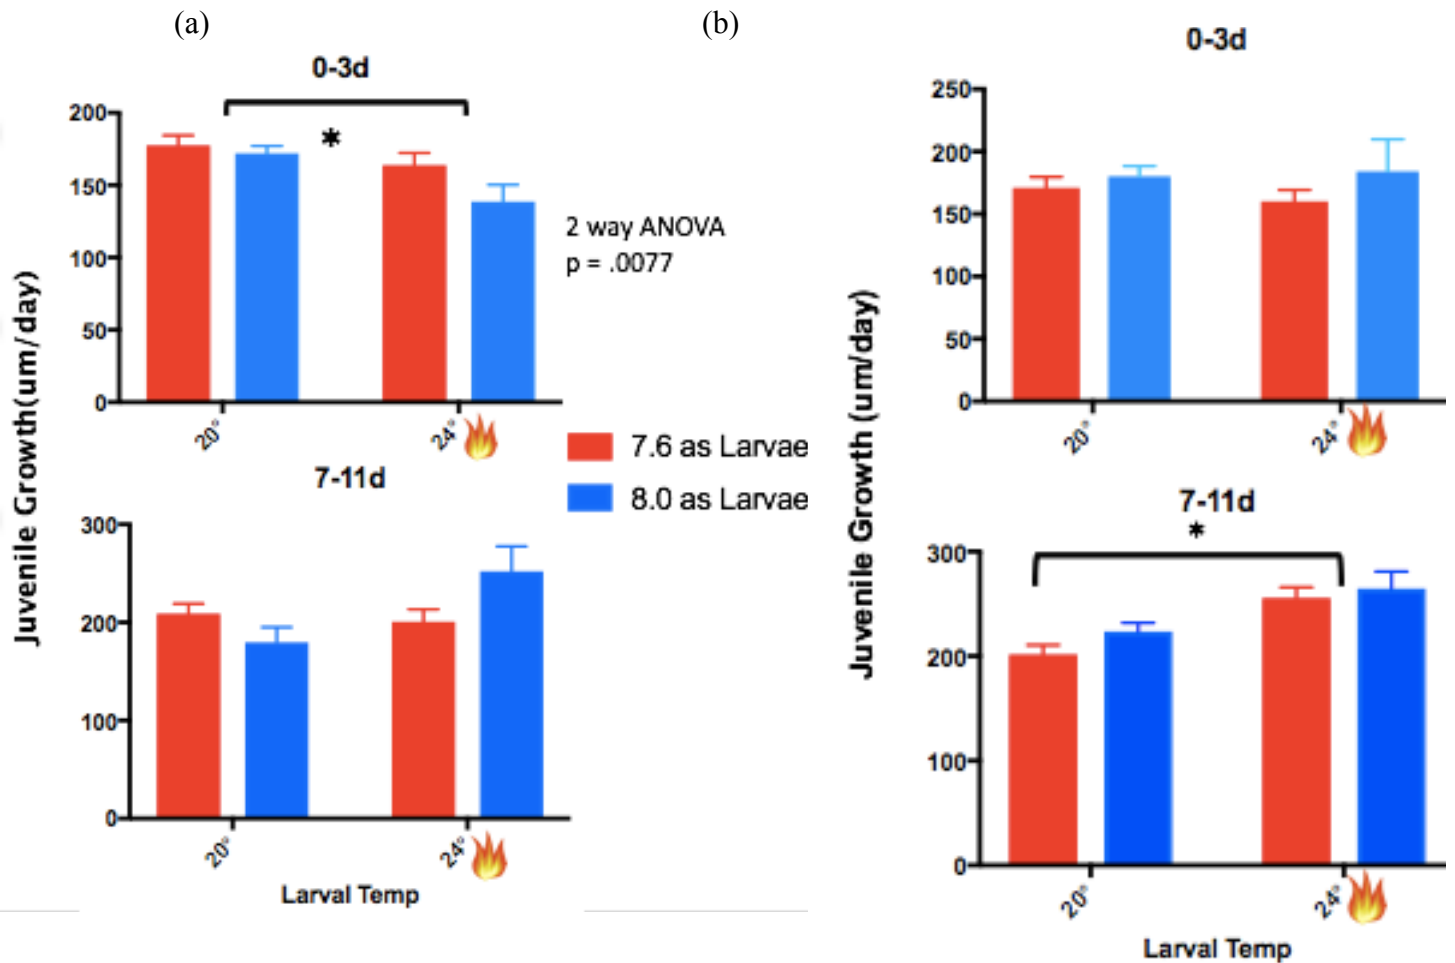 (a)
0-3d
200
150
100
50
0
*
2 way ANOVA
p = .0077
20°
24°
Juvenile Growth(um/day)
7.6 as Larvae
8.0 as Larvae
7-11d
300
200
100
0
20°
24°
Larval Temp
(b)
0-3d
250
200
150
100
50
0
20°
24°
Juvenile Growth (um/day)
7-11d
*
300
200
100
0
20°
24°
Larval Temp